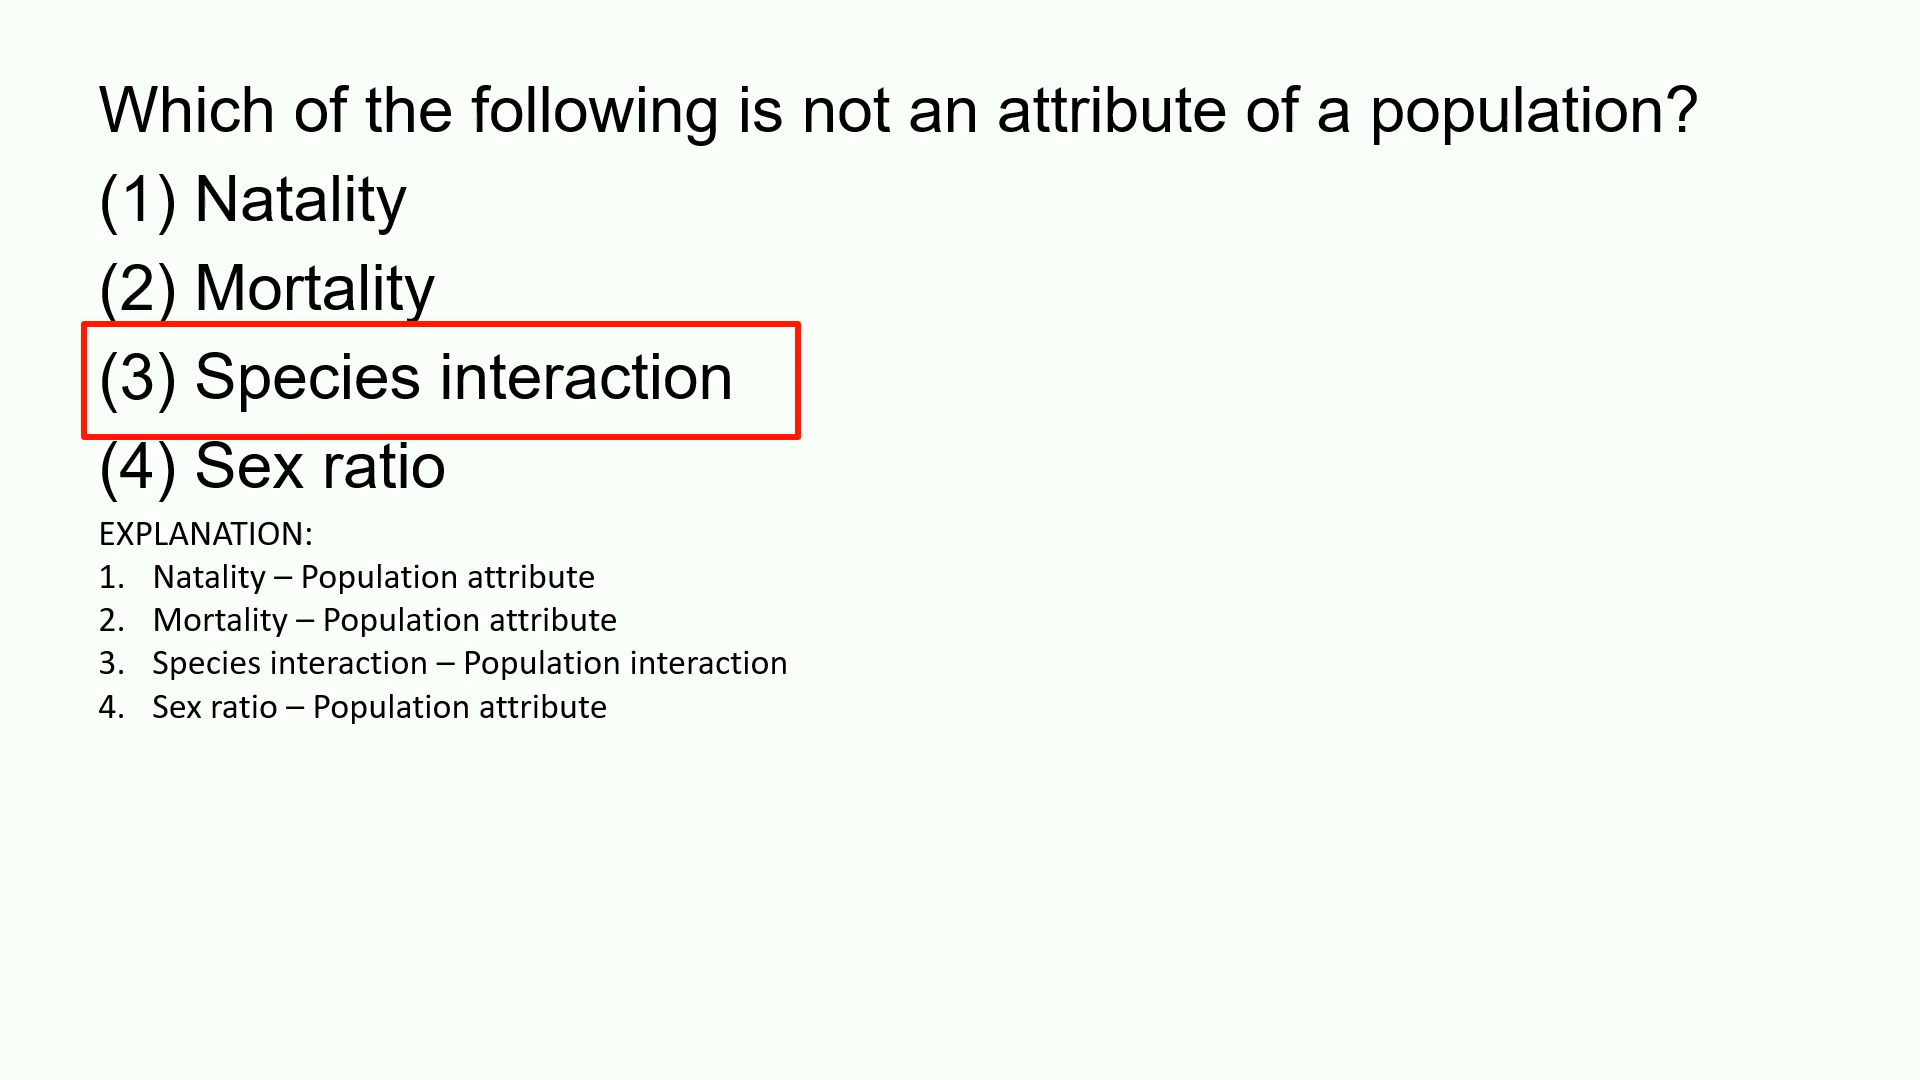 Which of the following is not an attribute of a population?
(1) Natality
(2) Mortality
(3) Species interaction
(4) Sex ratio
EXPLANATION:
1. Natality – Population attribute
2. Mortality – Population attribute
3. Species interaction – Population interaction
4. Sex ratio – Population attribute